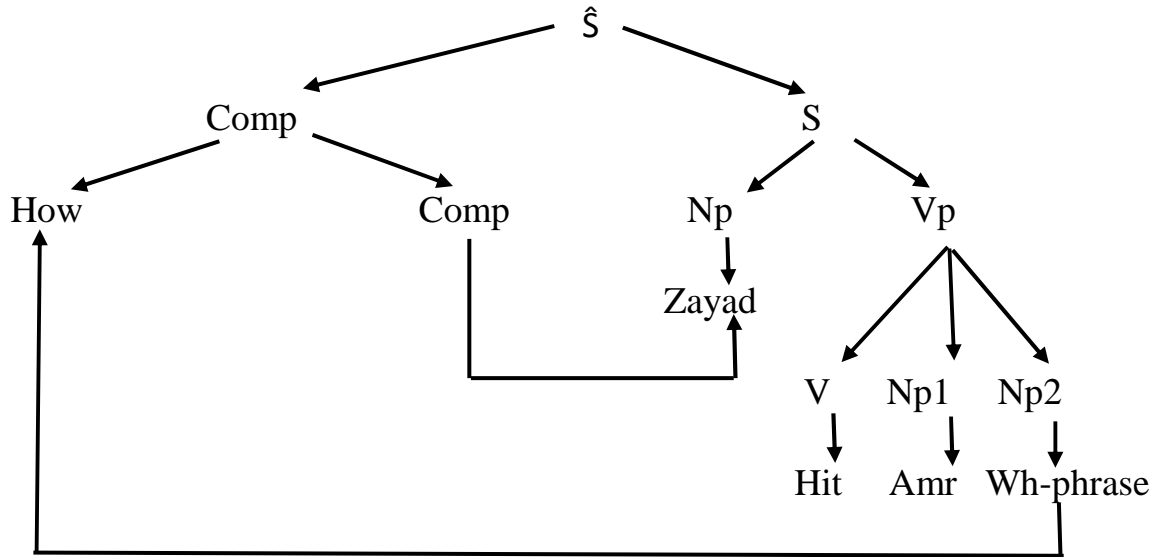 Ŝ
Comp S
How Comp Np Vp
Zayad
V Np1 Np2
Hit Amr Wh-phrase